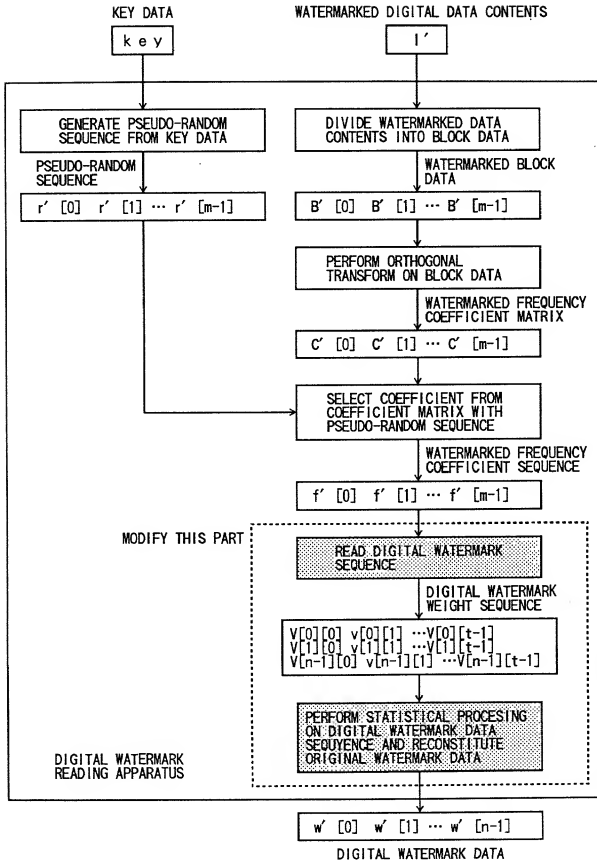 KEY DATA
key
WATERMARKED DIGITAL DATA CONTENTS
I′
GENERATE PSEUDO-RANDOM
SEQUENCE FROM KEY DATA
PSEUDO-RANDOM
SEQUENCE
r′ [0] r′ [1] ··· r′ [m-1]
DIVIDE WATERMARKED DATA
CONTENTS INTO BLOCK DATA
WATERMARKED BLOCK
DATA
B′ [0] B′ [1] ··· B′ [m-1]
PERFORM ORTHOGONAL
TRANSFORM ON BLOCK DATA
WATERMARKED FREQUENCY
COEFFICIENT MATRIX
C′ [0] C′ [1] ··· C′ [m-1]
SELECT COEFFICIENT FROM
COEFFICIENT MATRIX WITH
PSEUDO-RANDOM SEQUENCE
WATERMARKED FREQUENCY
COEFFICIENT SEQUENCE
f′ [0] f′ [1] ··· f′ [m-1]
MODIFY THIS PART
READ DIGITAL WATERMARK
SEQUENCE
DIGITAL WATERMARK
WEIGHT SEQUENCE
V[0][0] v[0][1] ···V[0][t-1]
V[1][0] v[1][1] ···V[1][t-1]
V[n-1][0] v[n-1][1] ···V[n-1][t-1]
PERFORM STATISTICAL PROCESING
ON DIGITAL WATERMARK DATA
SEQUYENCE AND RECONSTITUTE
ORIGINAL WATERMARK DATA
DIGITAL WATERMARK
READING APPARATUS
w′ [0] w′ [1] ··· w′ [n-1]
DIGITAL WATERMARK DATA